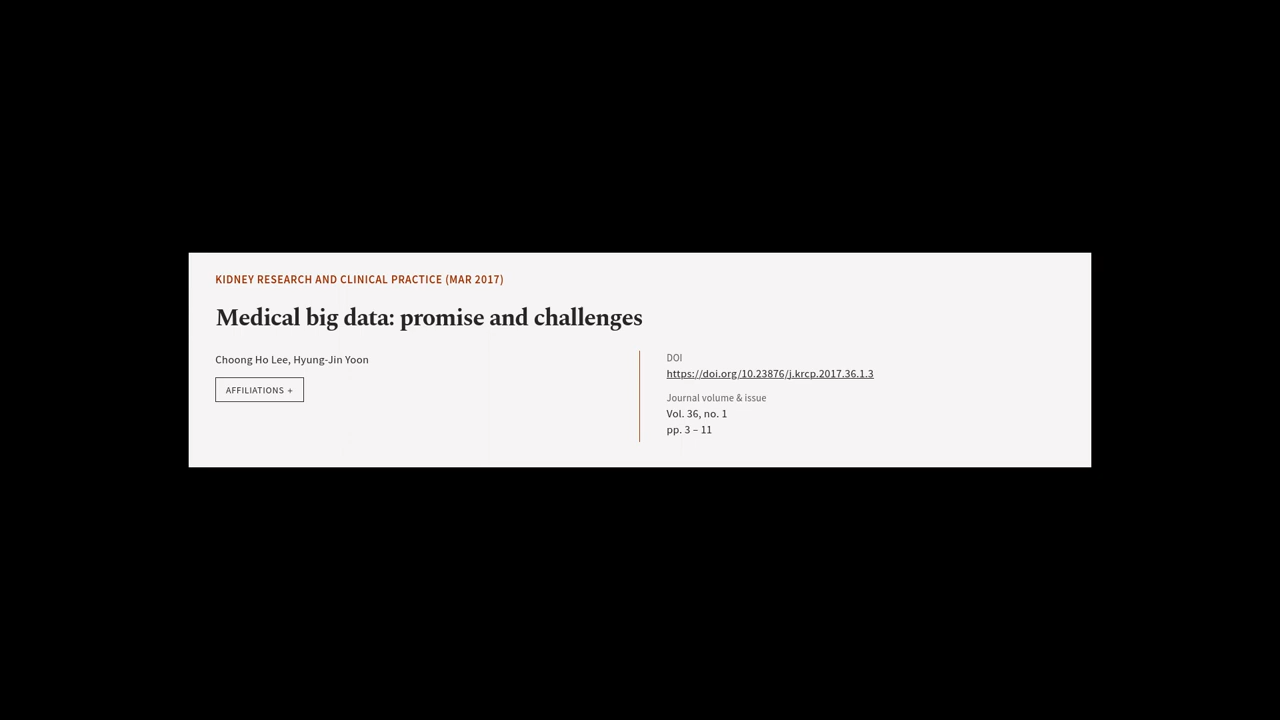 KIDNEY RESEARCH AND CLINICAL PRACTICE (MAR 2017)
Medical big data: promise and challenges
Choong Ho Lee, Hyung-Jin Yoon
AFFILIATIONS +
DOI
https://doi.org/10.23876/j.krcp.2017.36.1.3
Journal volume & issue
Vol. 36, no. 1
pp. 3 – 11